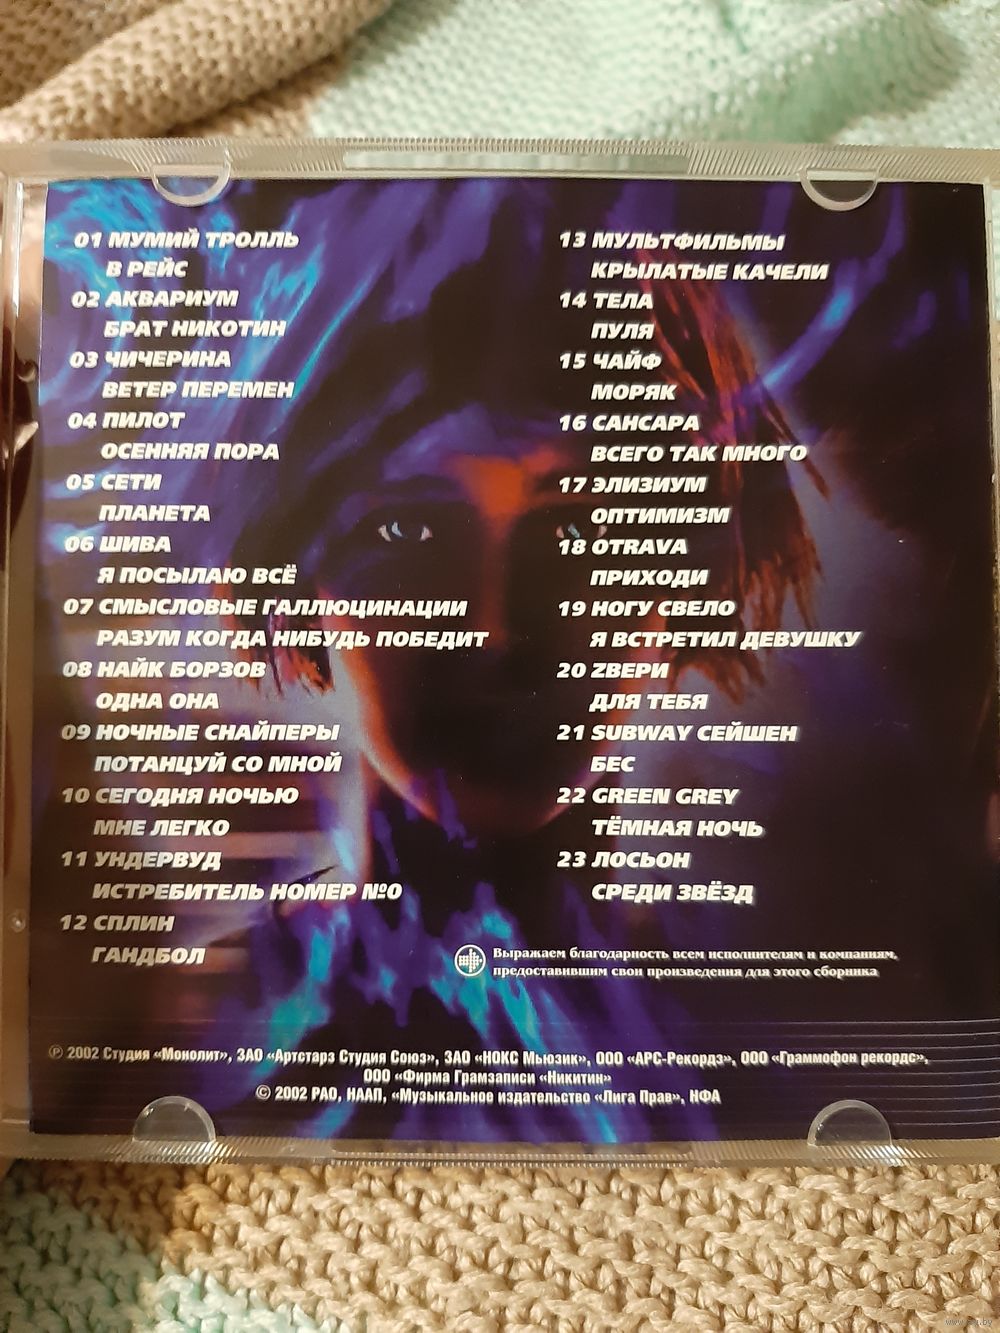 01 МУМИЙ ТРОЛЛЬ
В РЕЙС
02 АКВАРИУМ
БРАТ НИКОТИН
03 ЧИЧЕРИНА
ВЕТЕР ПЕРЕМЕН
04 ПИЛОТ
ОСЕННЯЯ ПОРА
05 СЕТИ
ПЛАНЕТА
06 ШИВА
Я ПОСЫЛАЮ ВСЁ
07 СМЫСЛОВЫЕ ГАЛЛЮЦИНАЦИИ
РАЗУМ КОГДА НИБУДЬ ПОБЕДИТ
08 НАЙК БОРЗОВ
ОДНА ОНА
09 НОЧНЫЕ СНАЙПЕРЫ
ПОТАНЦУЙ СО МНОЙ
10 СЕГОДНЯ НОЧЬЮ
МНЕ ЛЕГКО
11 УНДЕРВУД
ИСТРЕБИТЕЛЬ НОМЕР №0
12 СПЛИН
ГАНДБОЛ
13 МУЛЬТФИЛЬМЫ
КРЫЛАТЫЕ КАЧЕЛИ
14 ТЕЛА
ПУЛЯ
15 ЧАЙФ
МОРЯК
16 САНСАРА
ВСЕГО ТАК МНОГО
17 ЭЛИЗИУМ
ОПТИМИЗМ
18 OTRAVA
ПРИХОДИ
19 НОГУ СВЕЛО
Я ВСТРЕТИЛ ДЕВУШКУ
20 ZВЕРИ
ДЛЯ ТЕБЯ
21 SUBWAY СЕЙШЕН
БЕС
22 GREEN GREY
ТЁМНАЯ НОЧЬ
23 ЛОСЬОН
СРЕДИ ЗВЁЗД
Выражаем благодарность всем исполнителям и компаниям,
предоставившим свои произведения для этого сборника
℗ 2002 Студия «Монолит», ЗАО «Артстарз Студия Союз», ЗАО «НОКС Мьюзик», ООО «АРС-Рекордз», ООО «Граммофон рекордс»,
ООО «Фирма Грамзаписи «Никитин»
© 2002 РАО, НААП, «Музыкальное издательство «Лига Прав», НФА